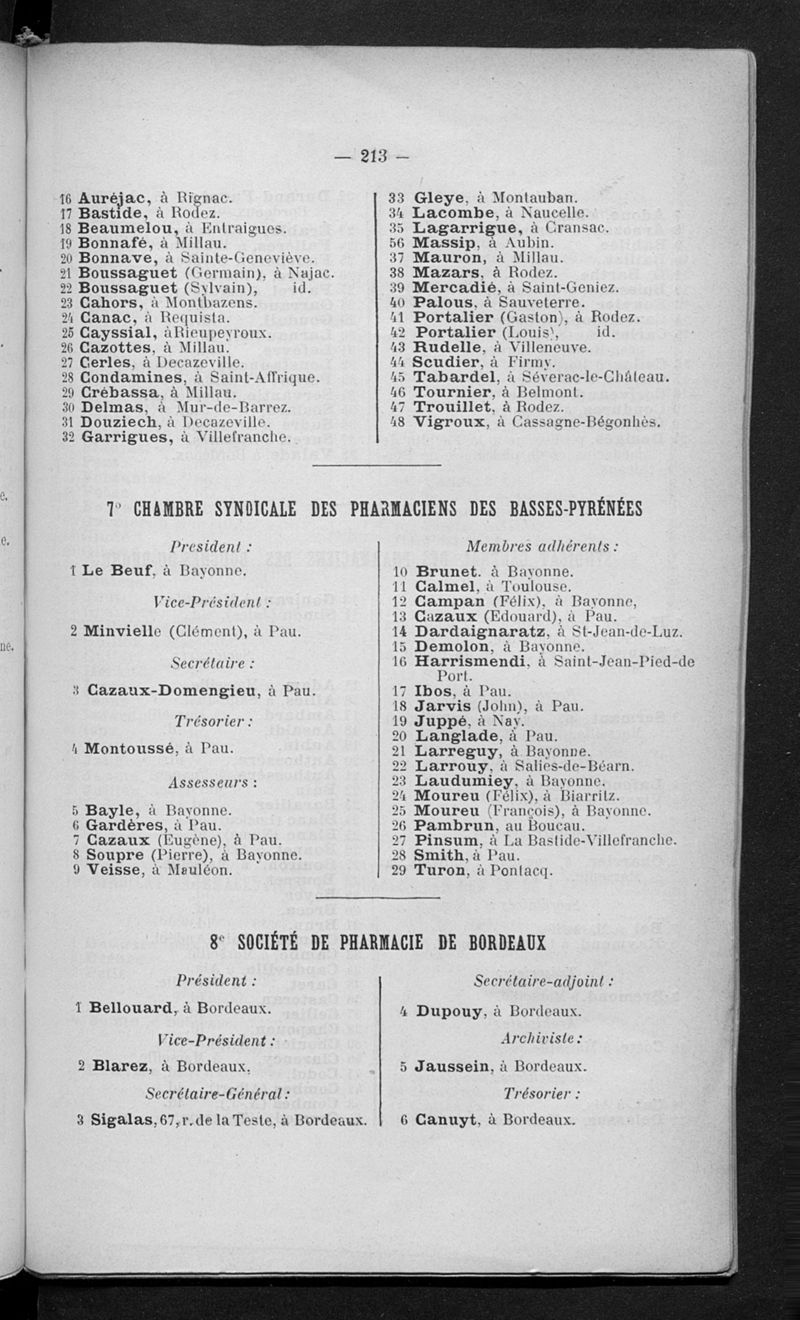 — 213 —
16 Auréjac, à Rignac.
17 Bastide, à Rodez.
18 Beaumelou, à Entraigues.
19 Bonnafé, à Millau.
20 Bonnave, à Sainte-Geneviève.
21 Boussaguet (Germain), à Najac.
22 Boussaguet (Sylvain), id.
23 Cahors, à Montbazens.
24 Canac, à Requista.
25 Cayssial, à Rieupeyroux.
26 Cazottes, à Millau.
27 Cerles, à Decazeville.
28 Condamines, à Saint-Affrique.
29 Crébassa, à Millau.
30 Delmas, à Mur-de-Barrez.
31 Douziech, à Decazeville.
32 Garrigues, à Villefranche.
33 Gleye, à Montauban.
34 Lacombe, à Naucelle.
35 Lagarrigue, à Cransac.
56 Massip, à Aubin.
37 Mauron, à Millau.
38 Mazars, à Rodez.
39 Mercadié, à Saint-Geniez.
40 Palous, à Sauveterre.
41 Portalier (Gaston), à Rodez.
42 Portalier (Louis), id.
43 Rudelle, à Villeneuve.
44 Scudier, à Firmy.
45 Tabardel, à Séverac-le-Château.
46 Tournier, à Belmont.
47 Trouillet, à Rodez.
48 Vigroux, à Cassagne-Bégonhès.
7° CHAMBRE SYNDICALE DES PHARMACIENS DES BASSES-PYRÉNÉES
President :
1 Le Beuf, à Bayonne.
Vice-Président :
2 Minvielle (Clément), à Pau.
Secrétaire :
3 Cazaux-Domengieu, à Pau.
Trésorier :
4 Montoussé, à Pau.
Assesseurs :
5 Bayle, à Bayonne.
6 Gardères, à Pau.
7 Cazaux (Eugène), à Pau.
8 Soupre (Pierre), à Bayonne.
9 Veisse, à Mauléon.
Membres adhérents :
10 Brunet. à Bayonne.
11 Calmel, à Toulouse.
12 Campan (Félix), à Bayonne,
13 Cazaux (Edouard), à Pau.
14 Dardaignaratz, à St-Jean-de-Luz.
15 Demolon, à Bayonne.
16 Harrismendi, à Saint-Jean-Pied-de
Port.
17 Ibos, à Pau.
18 Jarvis (John), à Pau.
19 Juppé, à Nay.
20 Langlade, à Pau.
21 Larreguy, à Bayonne.
22 Larrouy, à Salies-de-Béarn.
23 Laudumiey, à Bayonne.
24 Moureu (Félix), à Biarritz.
25 Moureu (François), à Bayonne.
26 Pambrun, au Boucau.
27 Pinsum, à La Bastide-Villefranche.
28 Smith, à Pau.
29 Turon, à Pontacq.
8° SOCIÉTÉ DE PHARMACIE DE BORDEAUX
Président :
1 Bellouard, à Bordeaux.
Vice-Président :
2 Blarez, à Bordeaux.
Secrétaire-Général :
3 Sigalas, 67, r. de la Teste, à Bordeaux.
Secrétaire-adjoint :
4 Dupouy, à Bordeaux.
Archiviste :
5 Jaussein, à Bordeaux.
Trésorier :
6 Canuyt, à Bordeaux.